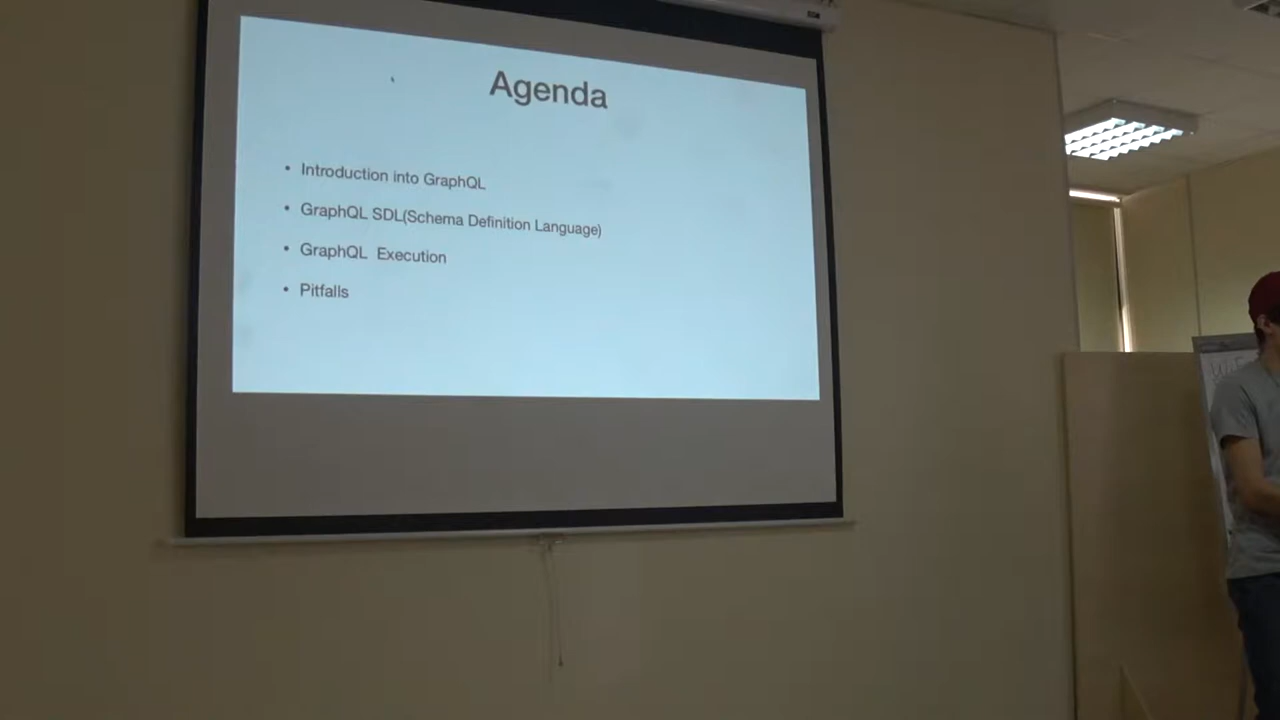 Agenda
• Introduction into GraphQL
• GraphQL SDL(Schema Definition Language)
• GraphQL  Execution
• Pitfalls